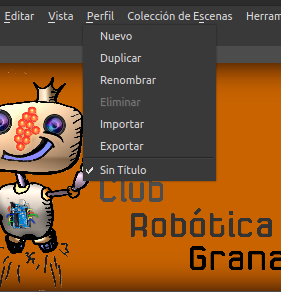 Editar Vista Perfil Colección de Escenas Herram
Nuevo
Duplicar
Renombrar
Eliminar
Importar
Exportar
Sin Título
Club
Robótica
Grana